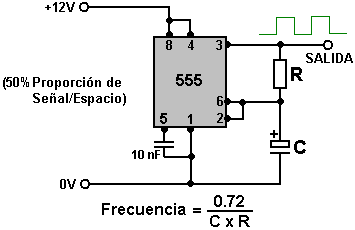 +12V
8 4 3
SALIDA
(50% Proporción de
Señal/Espacio)
555
R
6
5 1 2
+
C
10 nF
0V
Frecuencia = 0.72
C x R